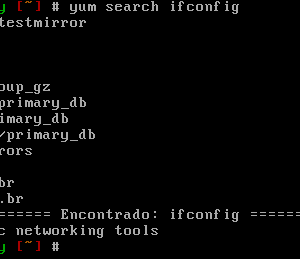 y [~] # yum search ifconfig
testmirror
oup_gz
primary_db
imary_db
/primary_db
rors
br
.br
====== Encontrado: ifconfig ======
c networking tools
y [~] #